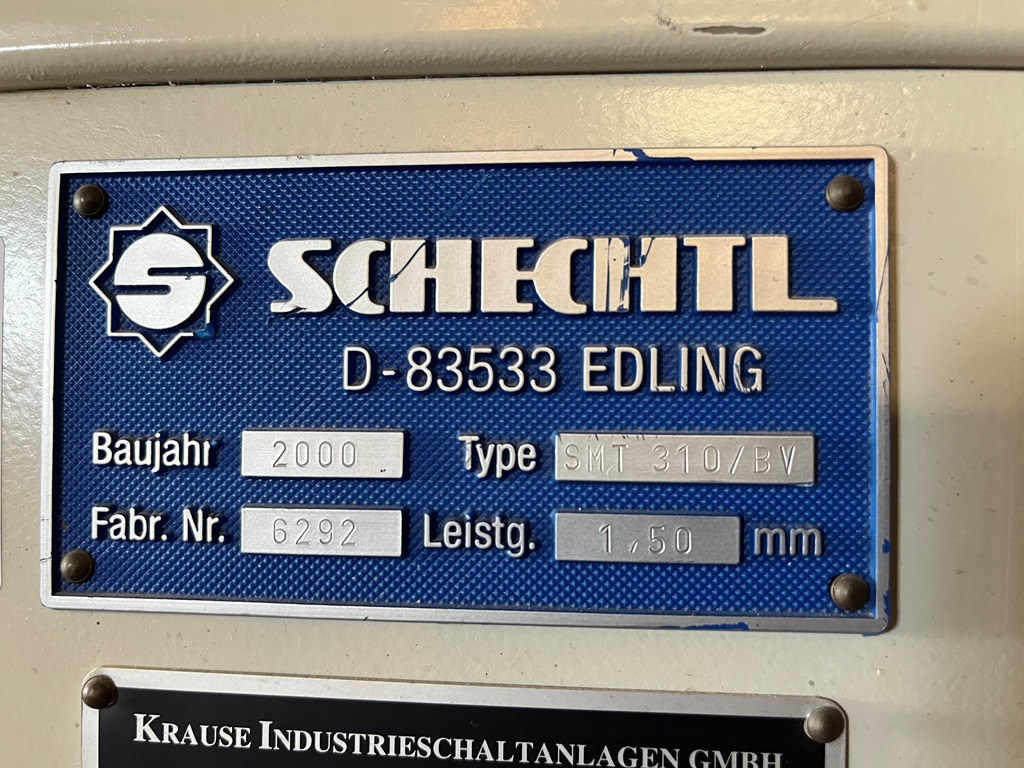 S SCHECHTL
D-83533 EDLING
Baujahr 2000 Type SMT 310/BV
Fabr. Nr. 6292 Leistg. 1,50 mm
KRAUSE INDUSTRIESCHALTANLAGEN GMBH